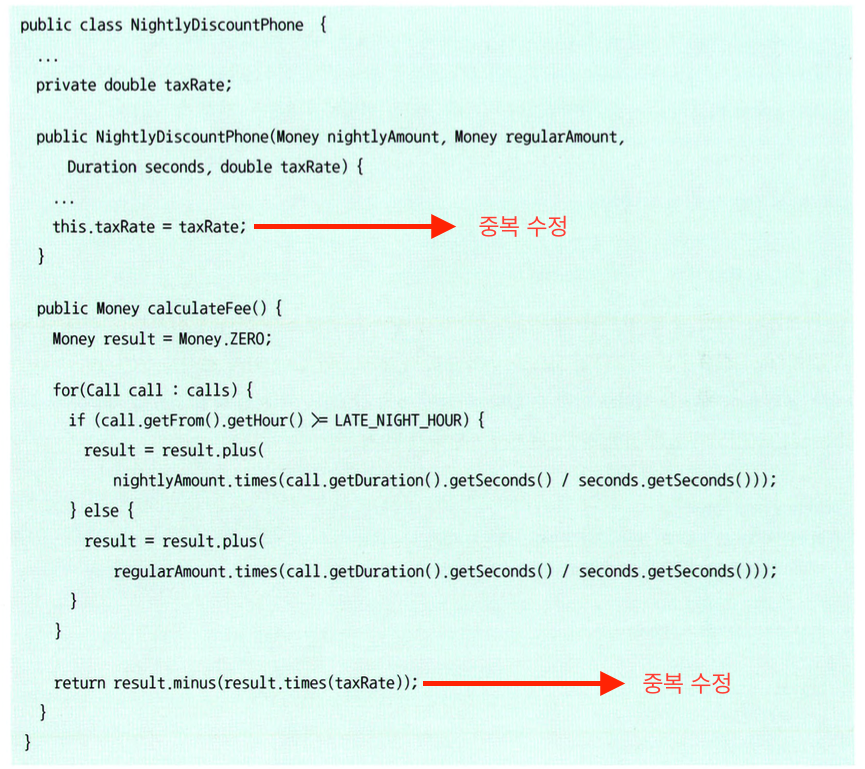 public class NightlyDiscountPhone {
...
private double taxRate;
public NightlyDiscountPhone(Money nightlyAmount, Money regularAmount,
Duration seconds, double taxRate) {
...
this.taxRate = taxRate; 중복 수정
}
public Money calculateFee() {
Money result = Money.ZERO;
for(Call call : calls) {
if (call.getFrom().getHour() >= LATE_NIGHT_HOUR) {
result = result.plus(
nightlyAmount.times(call.getDuration().getSeconds() / seconds.getSeconds()));
} else {
result = result.plus(
regularAmount.times(call.getDuration().getSeconds() / seconds.getSeconds()));
}
}
return result.minus(result.times(taxRate)); 중복 수정
}
}